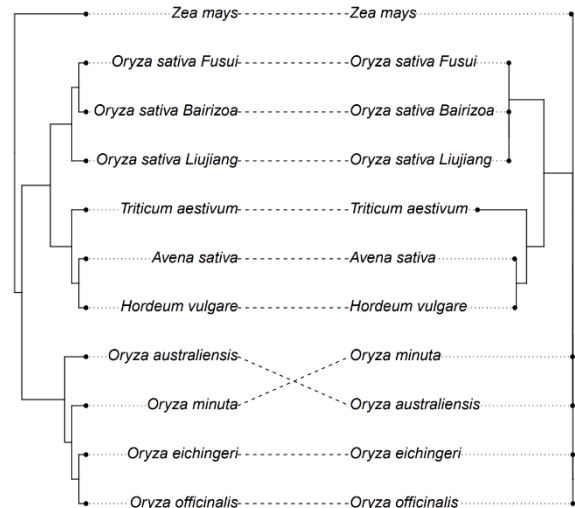 Zea mays Zea mays
Oryza sativa Fusui Oryza sativa Fusui
Oryza sativa Bairizoa Oryza sativa Bairizoa
Oryza sativa Liujiang Oryza sativa Liujiang
Triticum aestivum Triticum aestivum
Avena sativa Avena sativa
Hordeum vulgare Hordeum vulgare
Oryza australiensis Oryza minuta
Oryza minuta Oryza australiensis
Oryza eichingeri Oryza eichingeri
Oryza officinalis Oryza officinalis